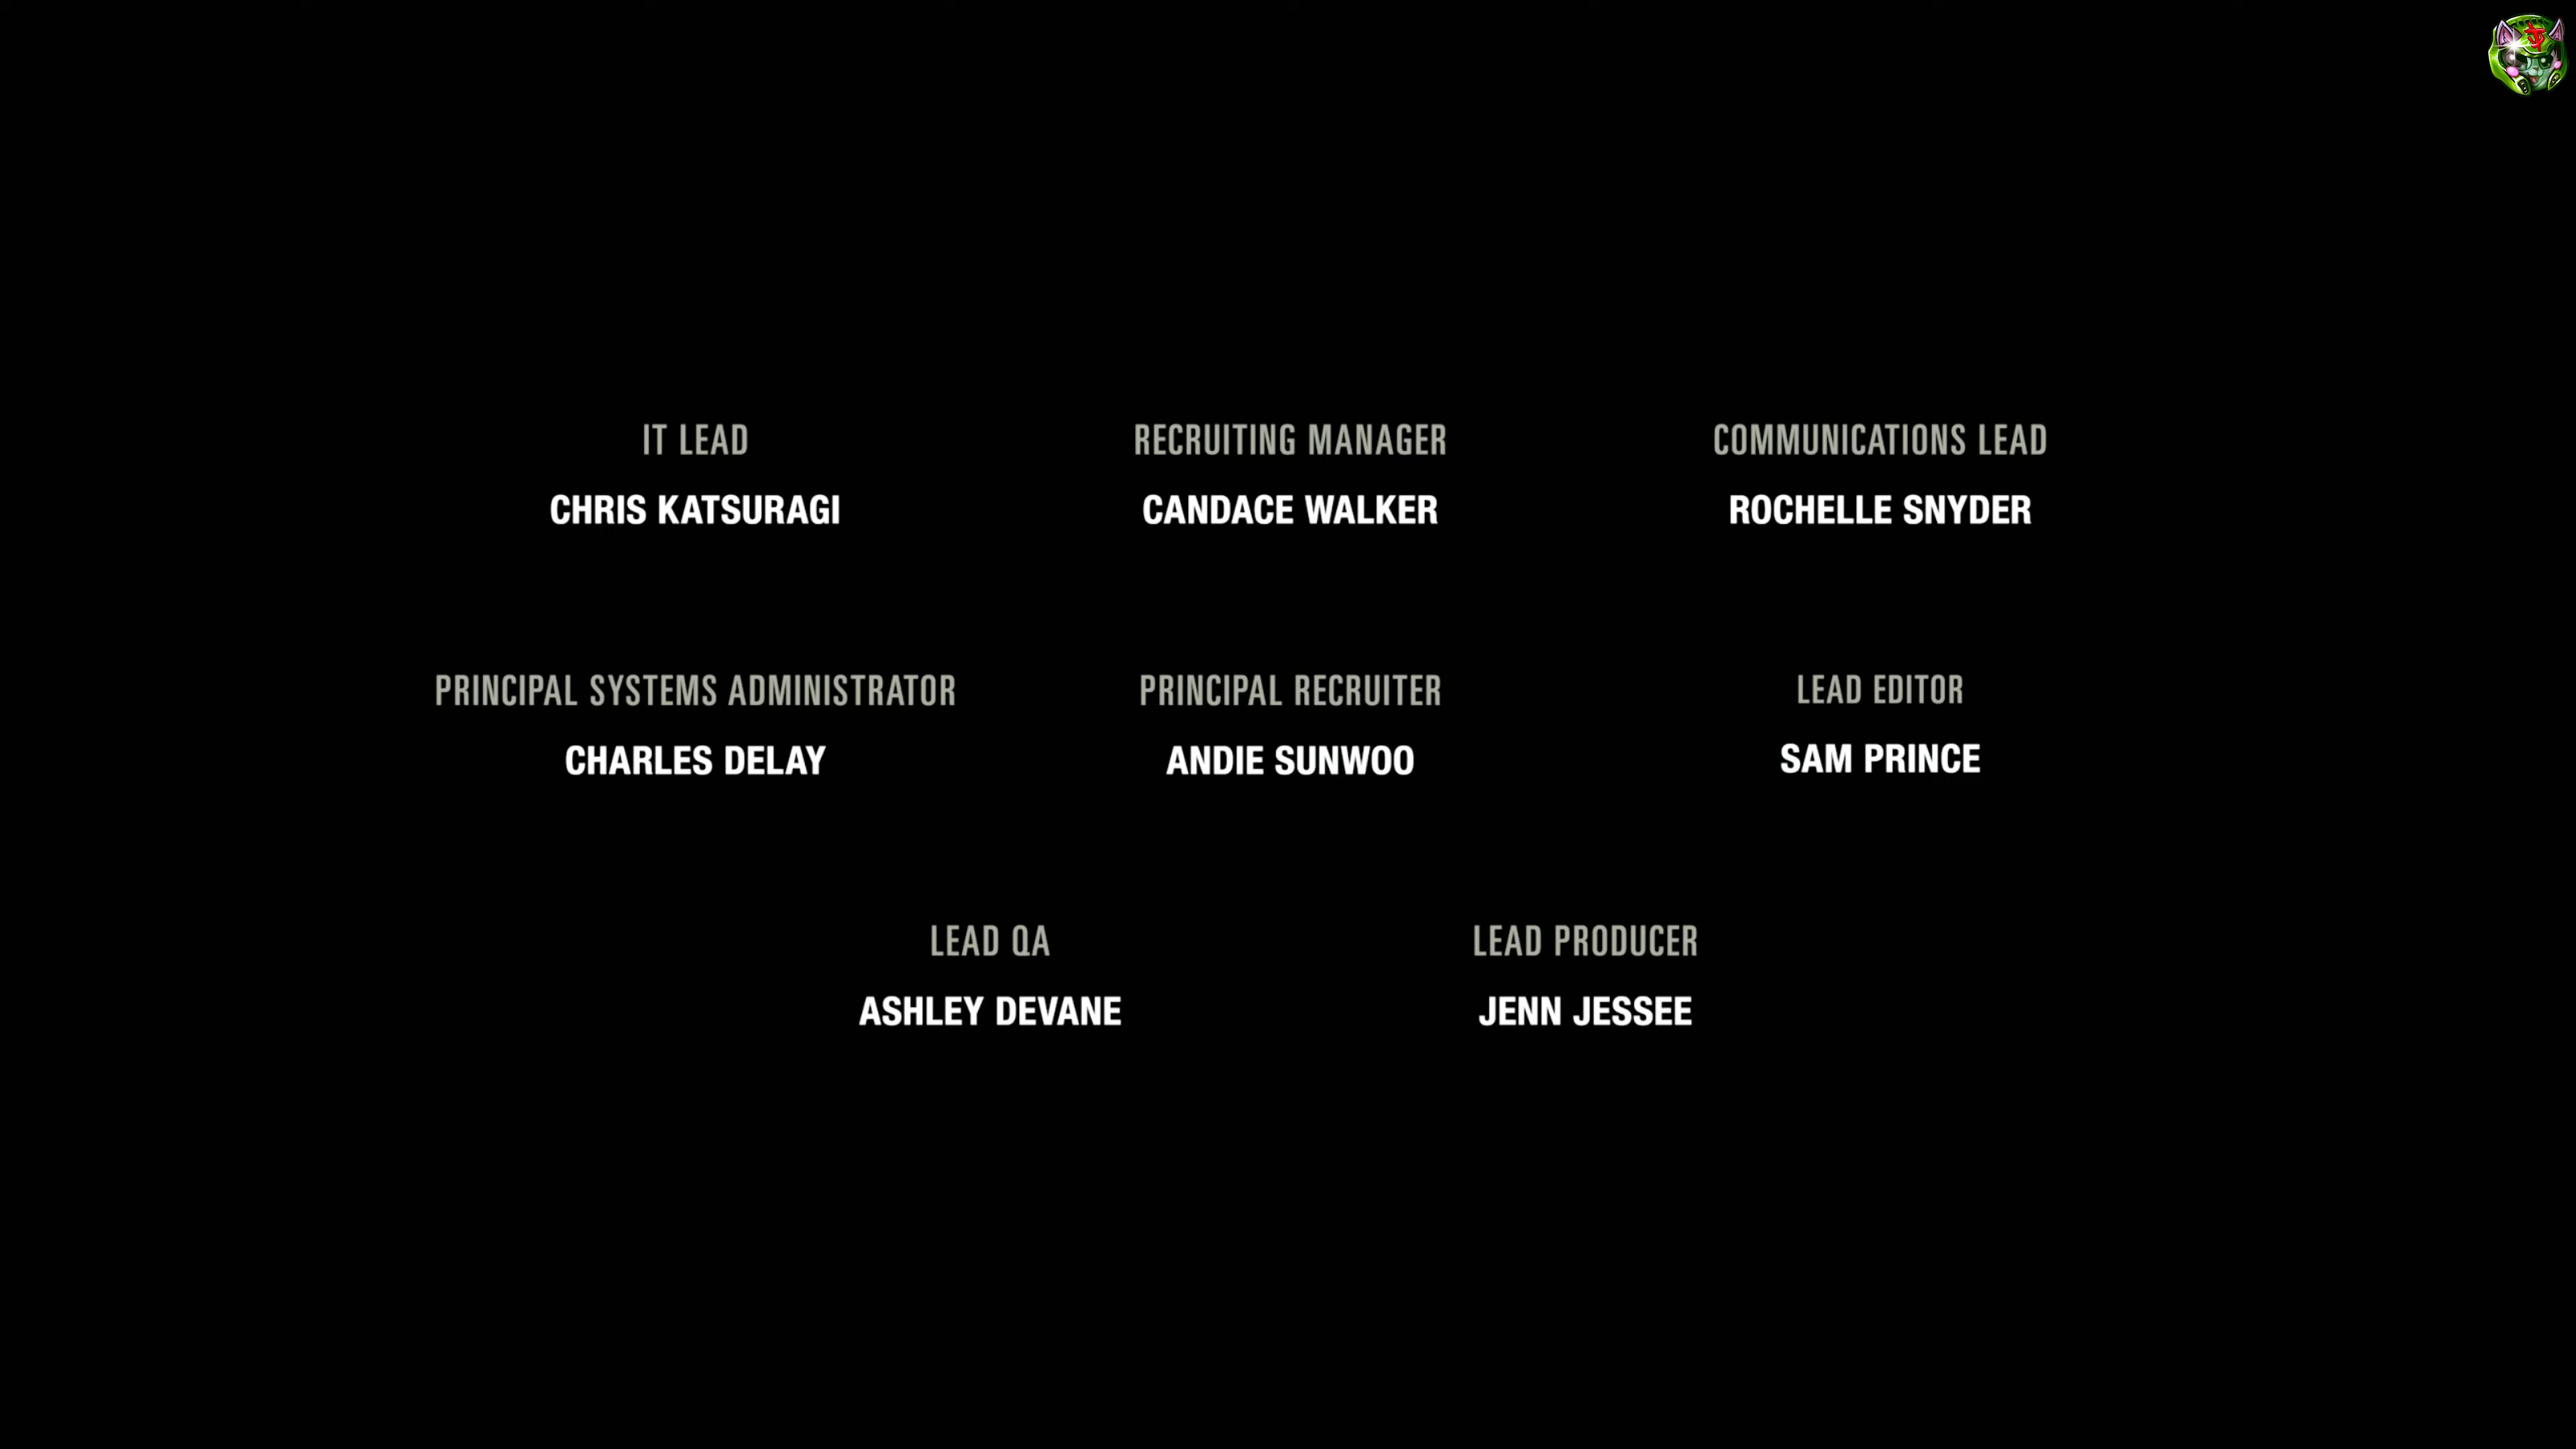 IT LEAD
CHRIS KATSURAGI
RECRUITING MANAGER
CANDACE WALKER
COMMUNICATIONS LEAD
ROCHELLE SNYDER
PRINCIPAL SYSTEMS ADMINISTRATOR
CHARLES DELAY
PRINCIPAL RECRUITER
ANDIE SUNWOO
LEAD EDITOR
SAM PRINCE
LEAD QA
ASHLEY DEVANE
LEAD PRODUCER
JENN JESSEE